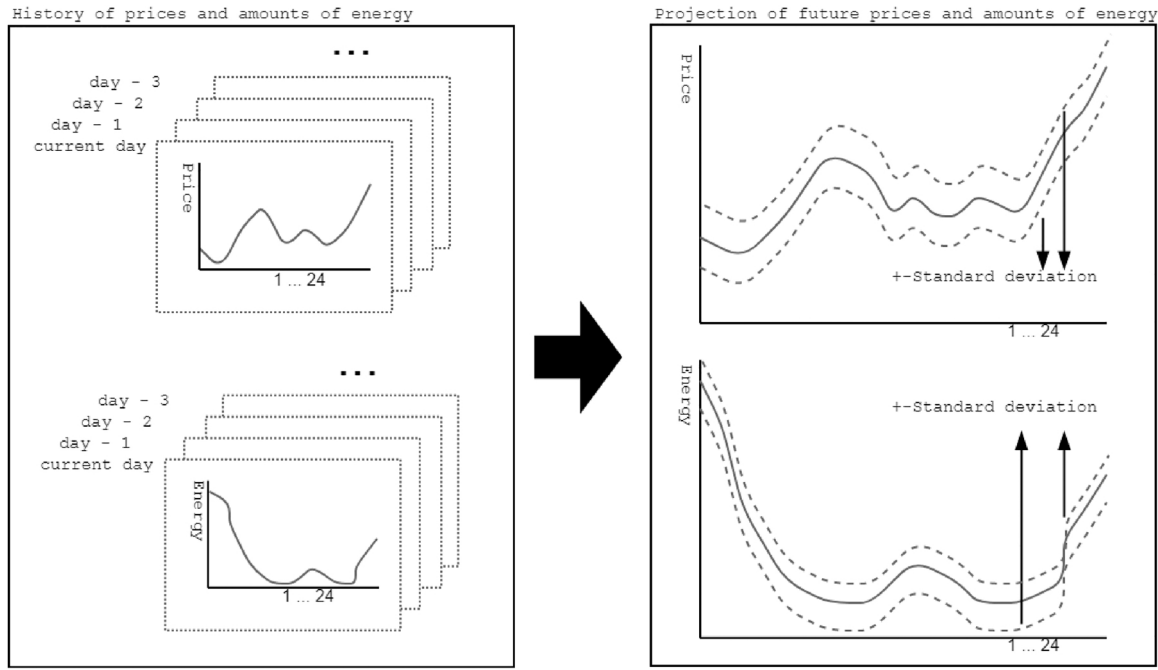 History of prices and amounts of energy
...
day - 3
day - 2
day - 1
current day
Price
1 ... 24
...
day - 3
day - 2
day - 1
current day
Energy
1 ... 24
Projection of future prices and amounts of energy
Price
+-Standard deviation
1 ... 24
Energy
+-Standard deviation
1 ... 24